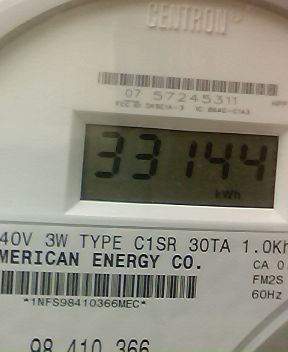 CENTRON®
07 57245311
33144
kWh
40V 3W TYPE C1SR 30TA 1.0Kh
MERICAN ENERGY CO.
CA 0.
FM2S
60Hz
*1NFS98410366MEC*
98 410 366